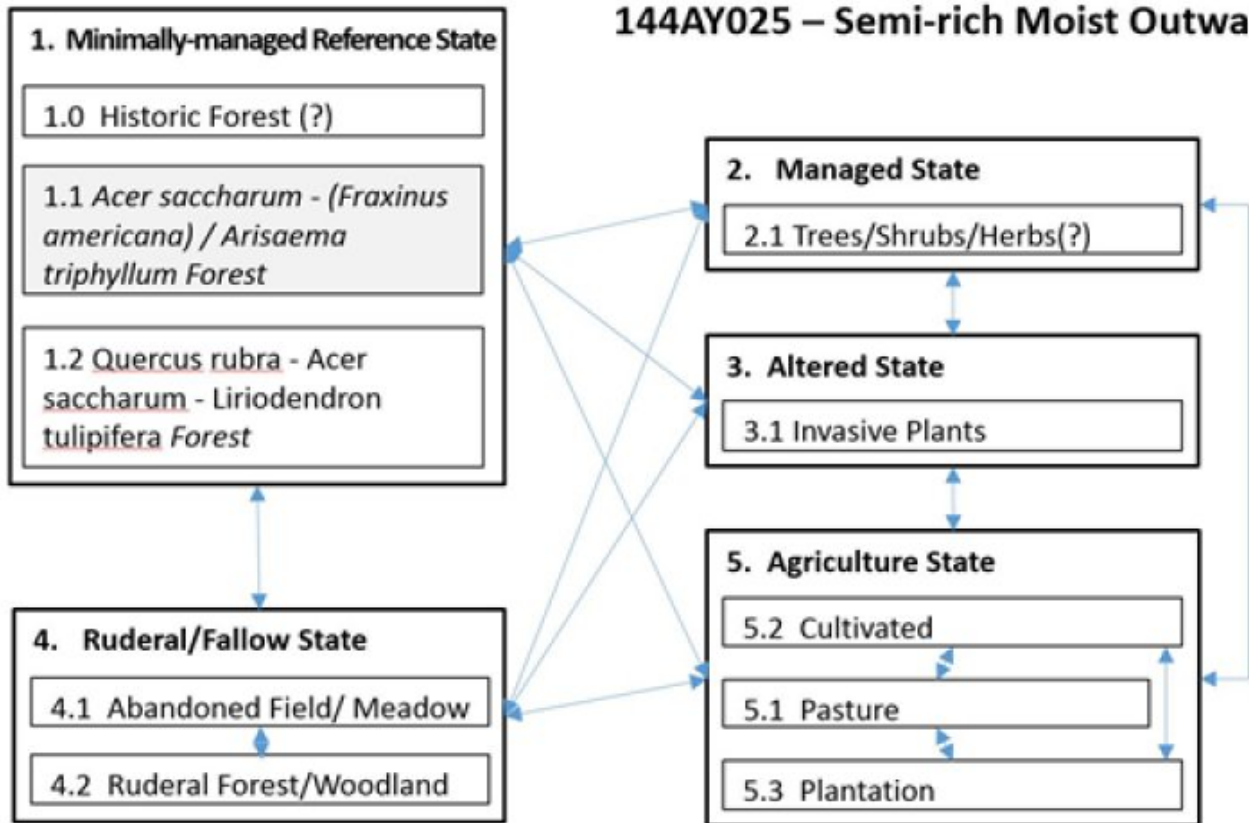 144AY025 – Semi-rich Moist Outwa
1. Minimally-managed Reference State
1.0 Historic Forest (?)
1.1 Acer saccharum - (Fraxinus
americana) / Arisaema
triphyllum Forest
1.2 Quercus rubra - Acer
saccharum - Liriodendron
tulipifera Forest
2. Managed State
2.1 Trees/Shrubs/Herbs(?)
3. Altered State
3.1 Invasive Plants
4. Ruderal/Fallow State
4.1 Abandoned Field/ Meadow
4.2 Ruderal Forest/Woodland
5. Agriculture State
5.2 Cultivated
5.1 Pasture
5.3 Plantation